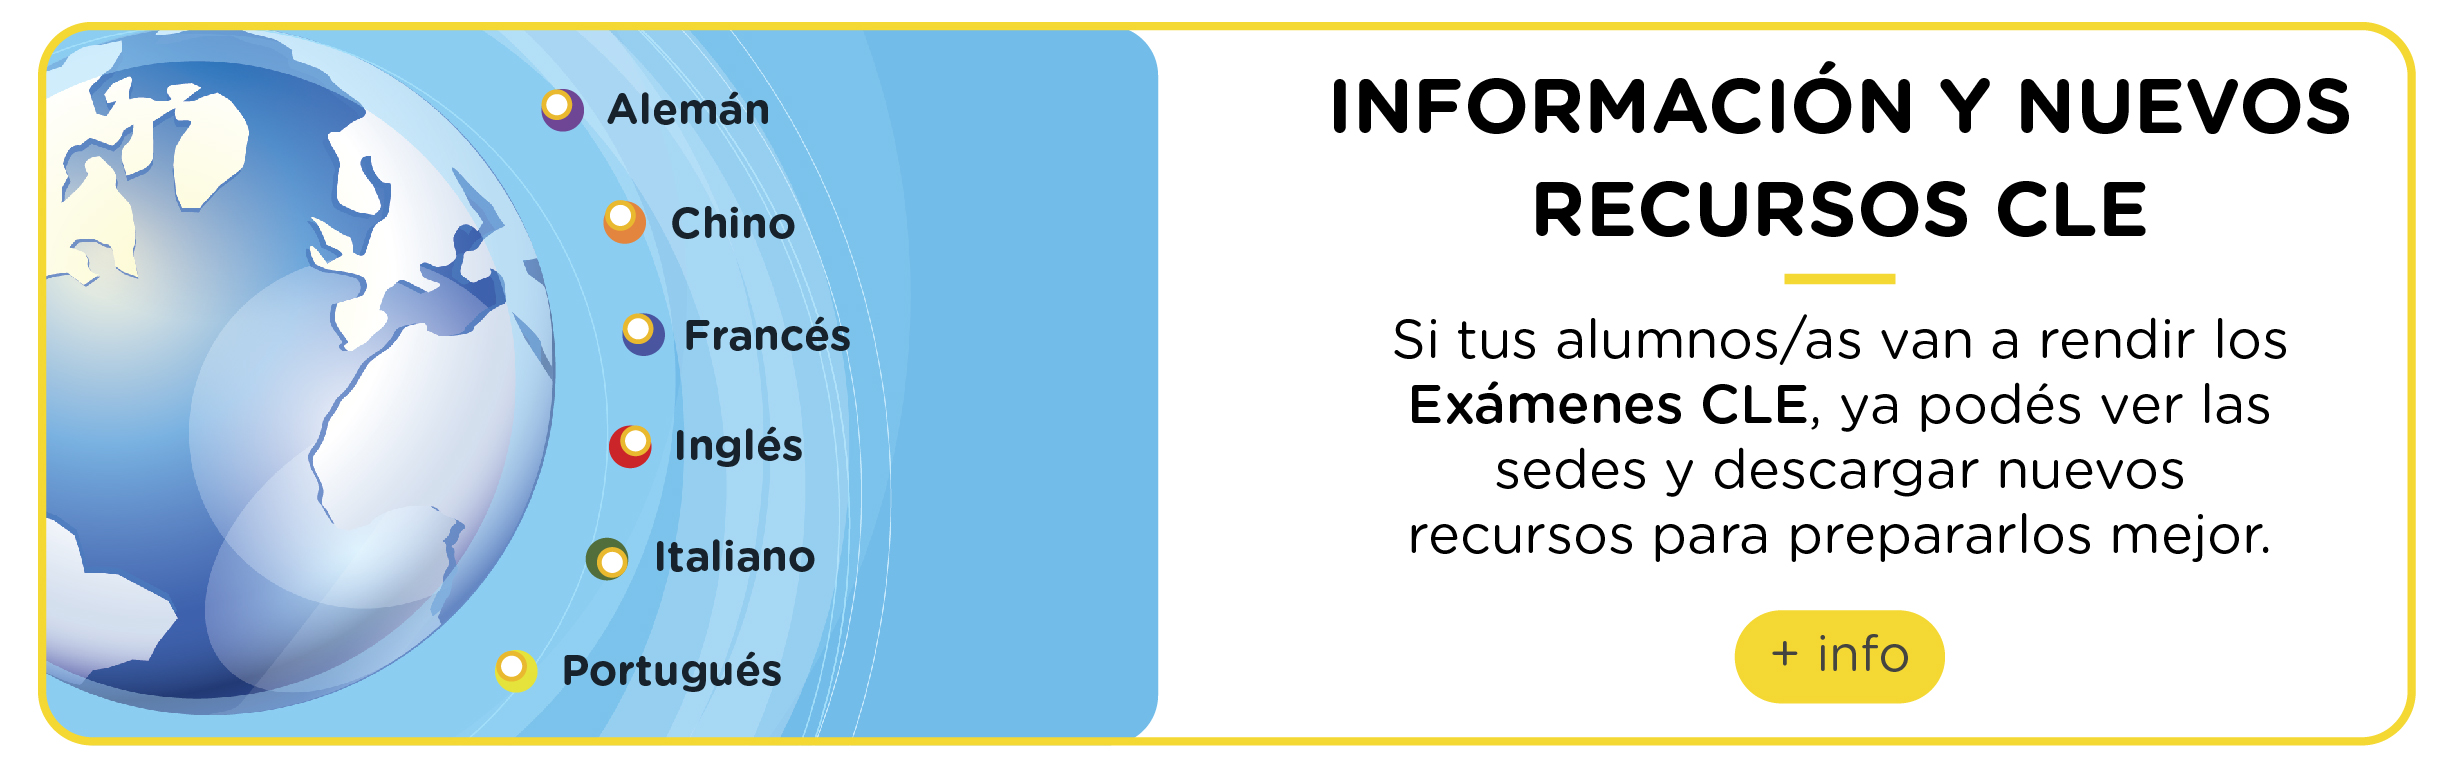 Alemán
Chino
Francés
Inglés
Italiano
Portugués
INFORMACIÓN Y NUEVOS
RECURSOS CLE
Si tus alumnos/as van a rendir los
Exámenes CLE, ya podés ver las
sedes y descargar nuevos
recursos para prepararlos mejor.
+ info